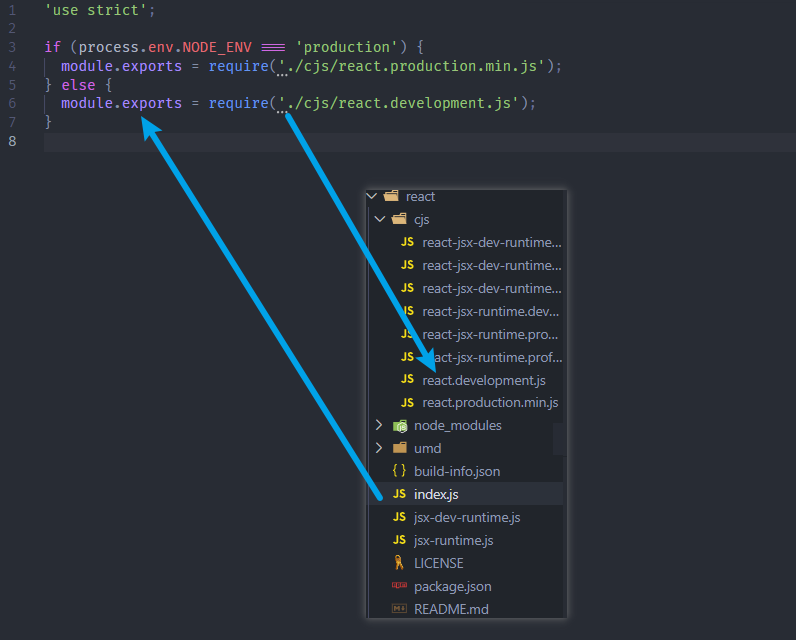 1 'use strict';
2
3 if (process.env.NODE_ENV === 'production') {
4 module.exports = require('./cjs/react.production.min.js');
5 } else {
6 module.exports = require('./cjs/react.development.js');
7 }
8
react
cjs
JS react-jsx-dev-runtime...
JS react-jsx-dev-runtime...
JS react-jsx-dev-runtime...
JS react-jsx-runtime.dev...
JS react-jsx-runtime.pro...
JS react-jsx-runtime.prof...
JS react.development.js
JS react.production.min.js
node_modules
umd
{ } build-info.json
JS index.js
JS jsx-dev-runtime.js
JS jsx-runtime.js
LICENSE
npm package.json
M README.md